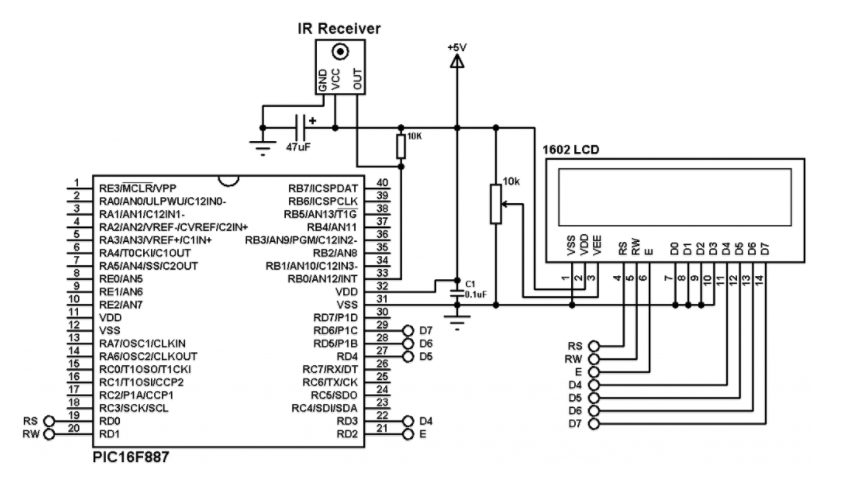 IR Receiver
GND
VCC
OUT
+5V
+
47uF
10K
10k
1602 LCD
VSS
VDD
VEE
RS
RW
E
D0
D1
D2
D3
D4
D5
D6
D7
1
2
3
4
5
6
7
8
9
10
11
12
13
14
RS
RW
E
D4
D5
D6
D7
C1
0.1uF
1 RE3/MCLR/VPP RB7/ICSPDAT 40
2 RA0/AN0/ULPWU/C12IN0- RB6/ICSPCLK 39
3 RA1/AN1/C12IN1- RB5/AN13/T1G 38
4 RA2/AN2/VREF-/CVREF/C2IN+ RB4/AN11 37
5 RA3/AN3/VREF+/C1IN+ RB3/AN9/PGM/C12IN2- 36
6 RA4/T0CKI/C1OUT RB2/AN8 35
7 RA5/AN4/SS/C2OUT RB1/AN10/C12IN3- 34
8 RE0/AN5 RB0/AN12/INT 33
9 RE1/AN6 VDD 32
10 RE2/AN7 VSS 31
11 VDD RD7/P1D 30
12 VSS RD6/P1C 29 D7
13 RA7/OSC1/CLKIN RD5/P1B 28 D6
14 RA6/OSC2/CLKOUT RD4 27 D5
15 RC0/T1OSO/T1CKI RC7/RX/DT 26
16 RC1/T1OSI/CCP2 RC6/TX/CK 25
17 RC2/P1A/CCP1 RC5/SDO 24
18 RC3/SCK/SCL RC4/SDI/SDA 23
RS 19 RD0 RD3 22 D4
RW 20 RD1 RD2 21 E
PIC16F887